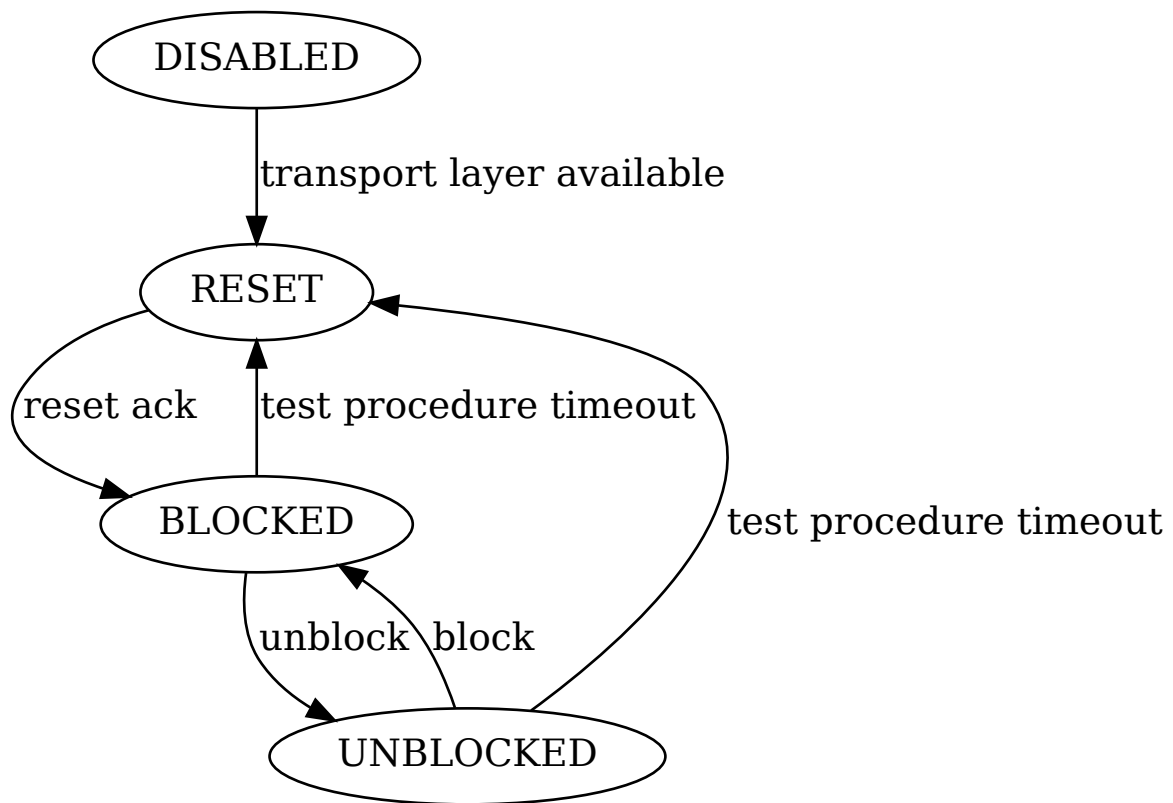 DISABLED
transport layer available
RESET
reset ack
test procedure timeout
BLOCKED
test procedure timeout
unblock
block
UNBLOCKED